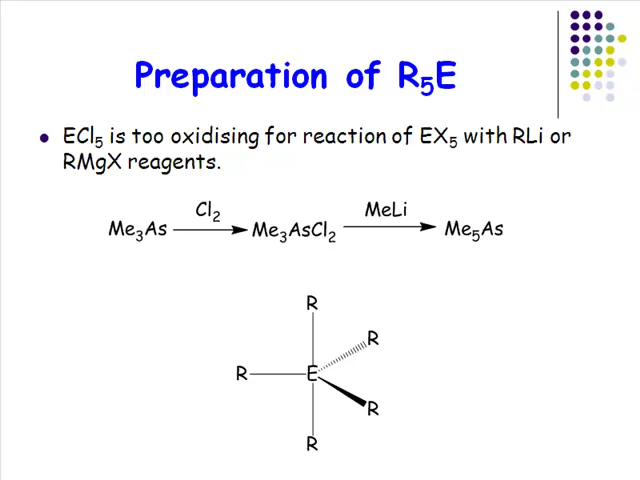 Preparation of R₅E
ECl₅ is too oxidising for reaction of EX₅ with RLi or
RMgX reagents.
Cl₂ MeLi
Me₃As Me₃AsCl₂ Me₅As
R
R
R E
R
R